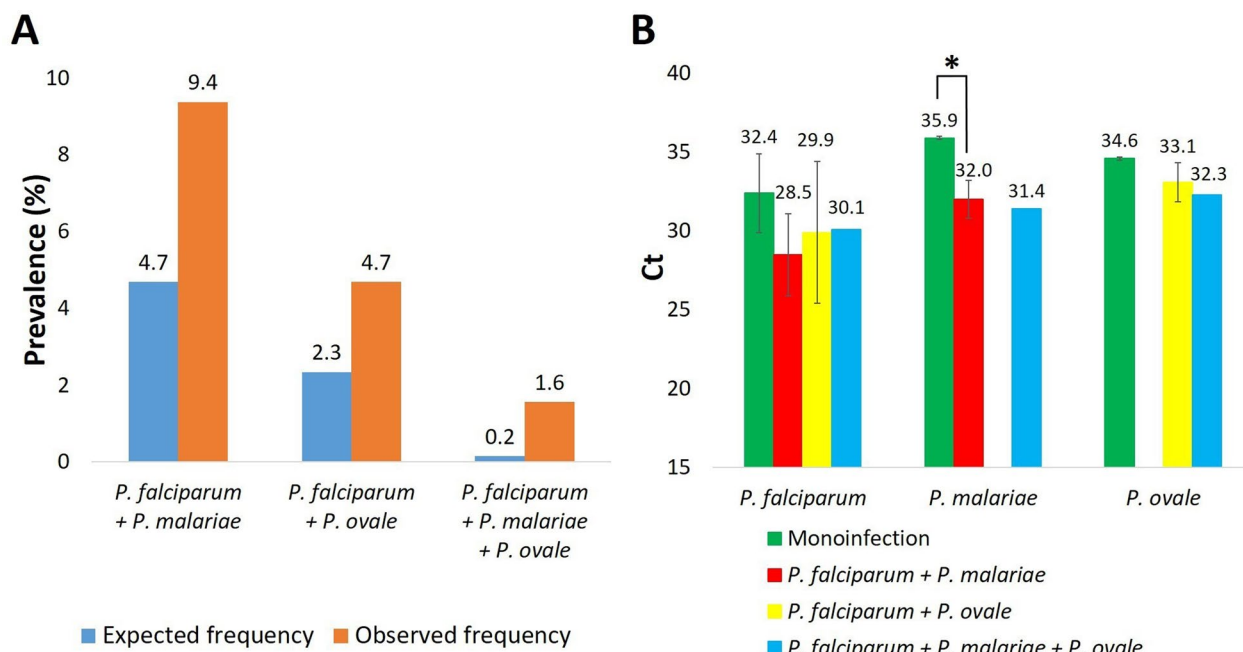 A
Prevalence (%)
10
8
6
4
2
0
4.7
9.4
2.3
4.7
0.2
1.6
P. falciparum
+ P. malariae
P. falciparum
+ P. ovale
P. falciparum
+ P. malariae
+ P. ovale
Expected frequency
Observed frequency
B
Ct
40
35
30
25
20
15
32.4
28.5
29.9
30.1
*
35.9
32.0
31.4
34.6
33.1
32.3
P. falciparum
P. malariae
P. ovale
Monoinfection
P. falciparum + P. malariae
P. falciparum + P. ovale
P. falciparum + P. malariae + P. ovale